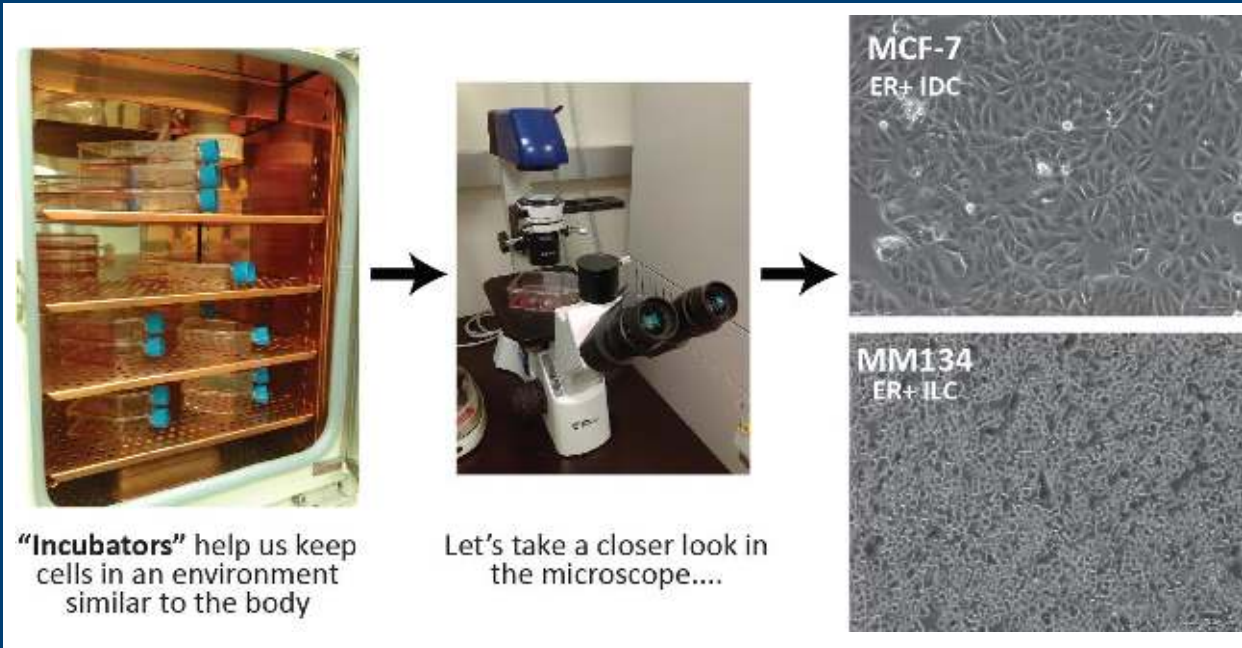 MCF-7
ER+ IDC
MM134
ER+ ILC
“Incubators” help us keep
cells in an environment
similar to the body
Let’s take a closer look in
the microscope....